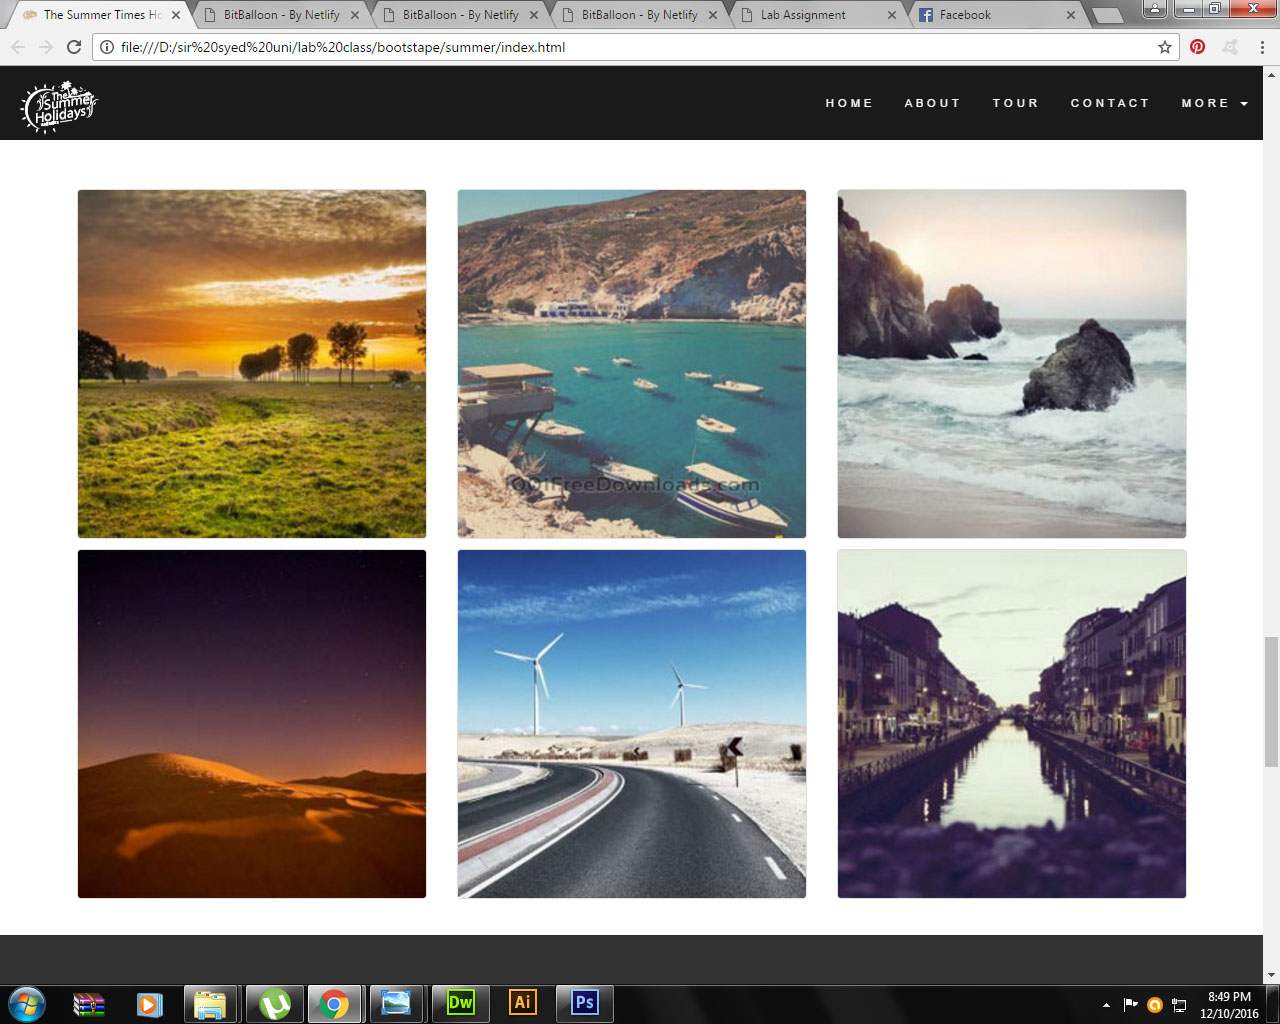 The Summer Times Ho
BitBalloon - By Netlify
BitBalloon - By Netlify
BitBalloon - By Netlify
Lab Assignment
Facebook
file:///D:/sir%20syed%20uni/lab%20class/bootstape/summer/index.html
The
Summer
Holidays
HOME ABOUT TOUR CONTACT MORE
1001FreeDownloads.com
Dw
Ai
Ps
8:49 PM
12/10/2016